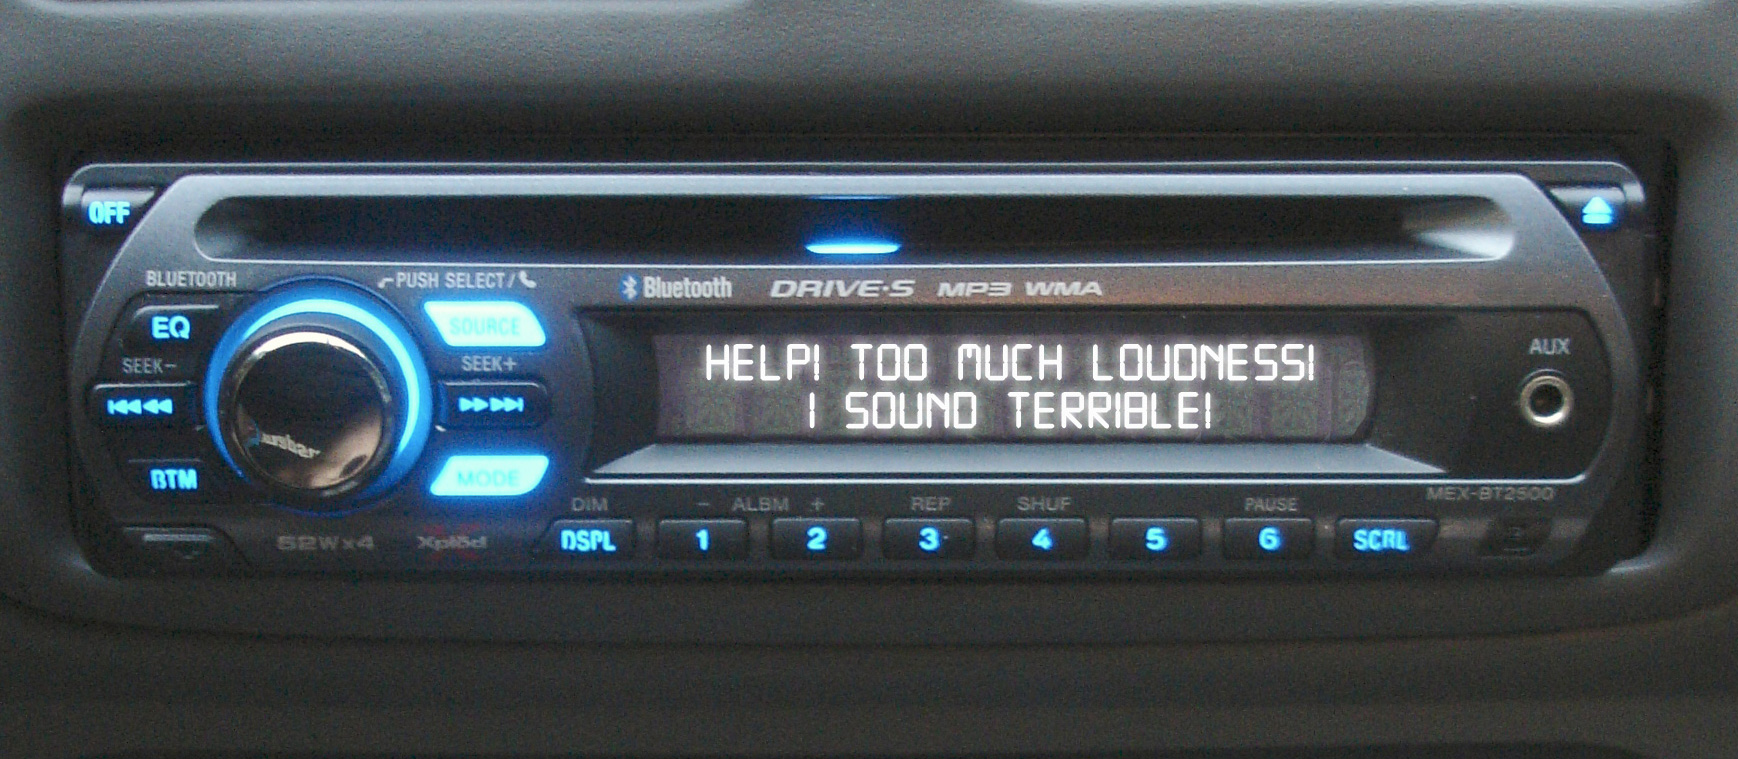 OFF
BLUETOOTH
PUSH SELECT /
Bluetooth DRIVE·S MP3 WMA
EQ
SOURCE
SEEK−
SEEK+
AUX
HELP! TOO MUCH LOUDNESS!
I SOUND TERRIBLE!
BTM
MODE
MEX-BT2500
DIM − ALBM + REP SHUF PAUSE
52W x 4 Xplōd DSPL 1 2 3 4 5 6 SCRL